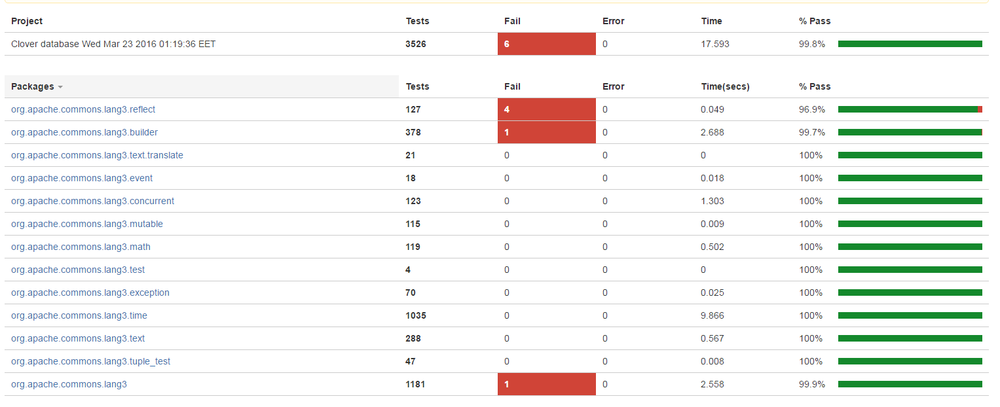 Project Tests Fail Error Time % Pass
Clover database Wed Mar 23 2016 01:19:36 EET 3526 6 0 17.593 99.8%
Packages Tests Fail Error Time(secs) % Pass
org.apache.commons.lang3.reflect 127 4 0 0.049 96.9%
org.apache.commons.lang3.builder 378 1 0 2.688 99.7%
org.apache.commons.lang3.text.translate 21 0 0 0 100%
org.apache.commons.lang3.event 18 0 0 0.018 100%
org.apache.commons.lang3.concurrent 123 0 0 1.303 100%
org.apache.commons.lang3.mutable 115 0 0 0.009 100%
org.apache.commons.lang3.math 119 0 0 0.502 100%
org.apache.commons.lang3.test 4 0 0 0 100%
org.apache.commons.lang3.exception 70 0 0 0.025 100%
org.apache.commons.lang3.time 1035 0 0 9.866 100%
org.apache.commons.lang3.text 288 0 0 0.567 100%
org.apache.commons.lang3.tuple_test 47 0 0 0.008 100%
org.apache.commons.lang3 1181 1 0 2.558 99.9%